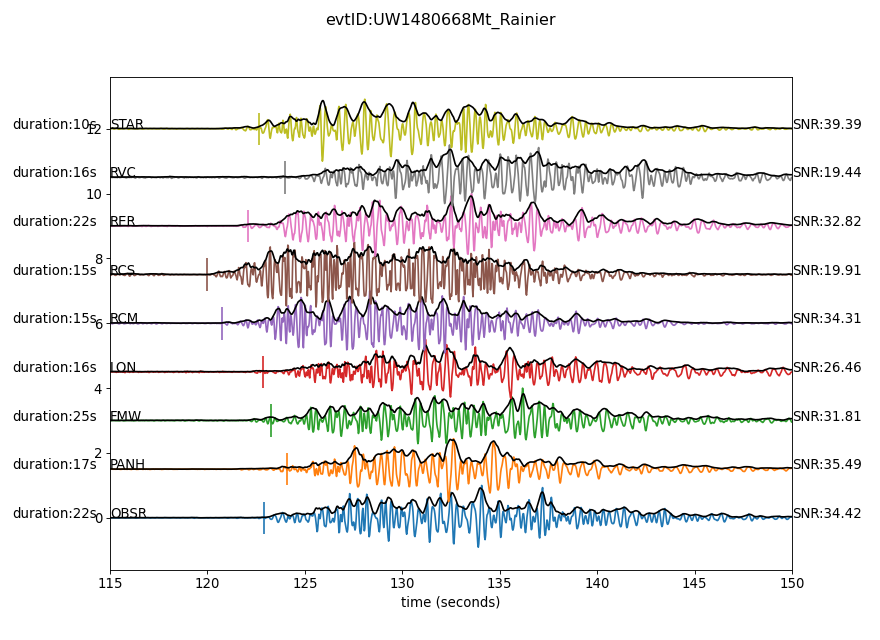 evtID:UW1480668Mt_Rainier
duration:10s STAR SNR:39.39
12
duration:16s RVC SNR:19.44
10
duration:22s RER SNR:32.82
8
duration:15s RCS SNR:19.91
duration:15s RCM SNR:34.31
6
duration:16s LON SNR:26.46
4
duration:25s FMW SNR:31.81
2
duration:17s PANH SNR:35.49
duration:22s OBSR SNR:34.42
0
115 120 125 130 135 140 145 150
time (seconds)